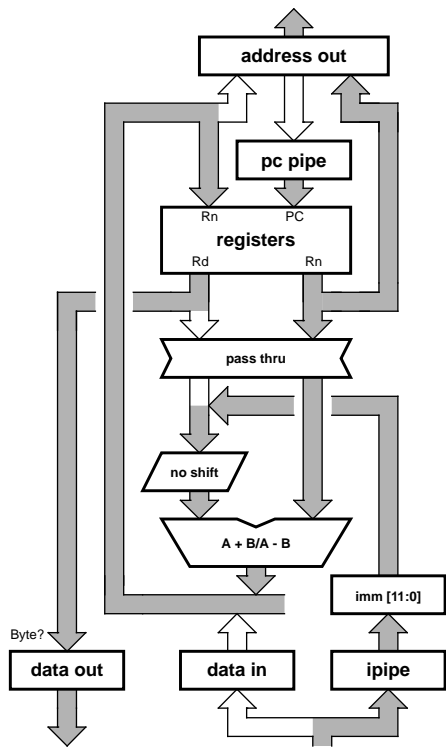 address out
pc pipe
Rn PC
registers
Rd Rn
pass thru
no shift
A + B/A - B
imm [11:0]
Byte?
data out data in ipipe